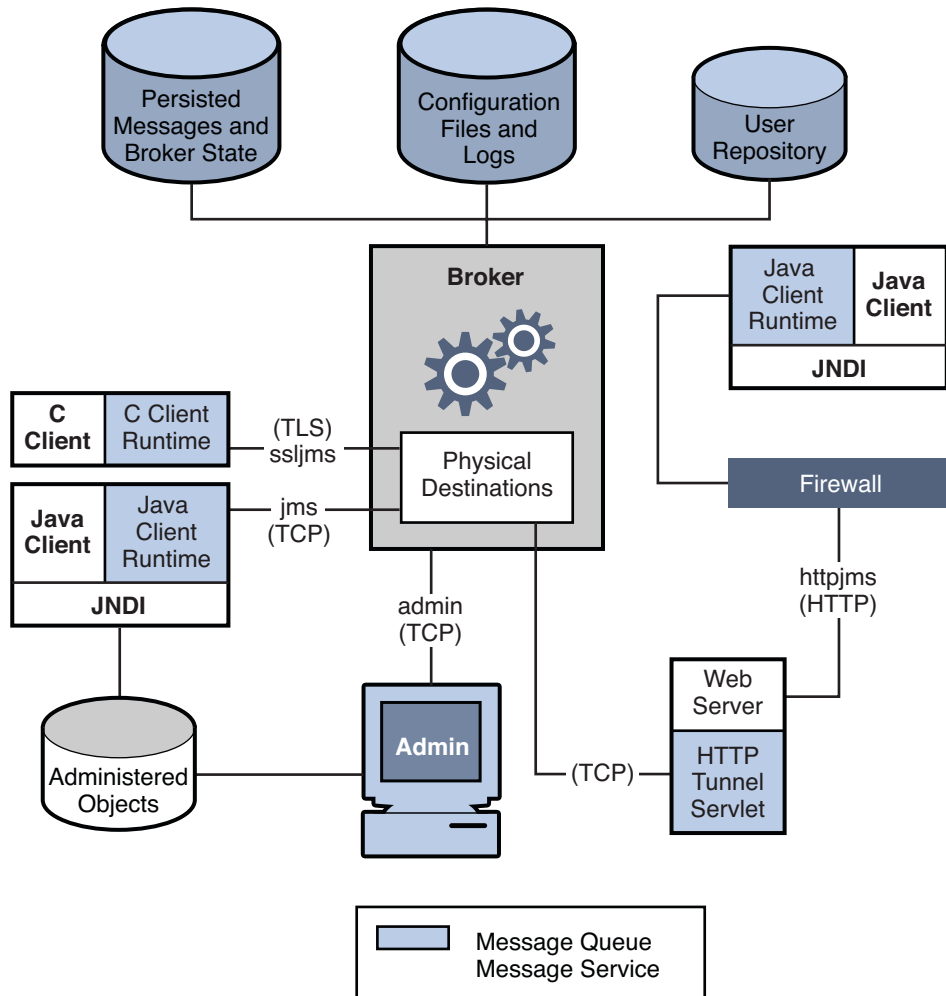 Persisted
Messages and
Broker State
Configuration
Files and
Logs
User
Repository
Broker
Java
Client
Runtime
Java
Client
JNDI
C
Client
C Client
Runtime
(TLS)
ssljms
Physical
Destinations
Firewall
Java
Client
Java
Client
Runtime
JNDI
jms
(TCP)
admin
(TCP)
httpjms
(HTTP)
Web
Server
HTTP
Tunnel
Servlet
Admin
(TCP)
Administered
Objects
Message Queue
Message Service